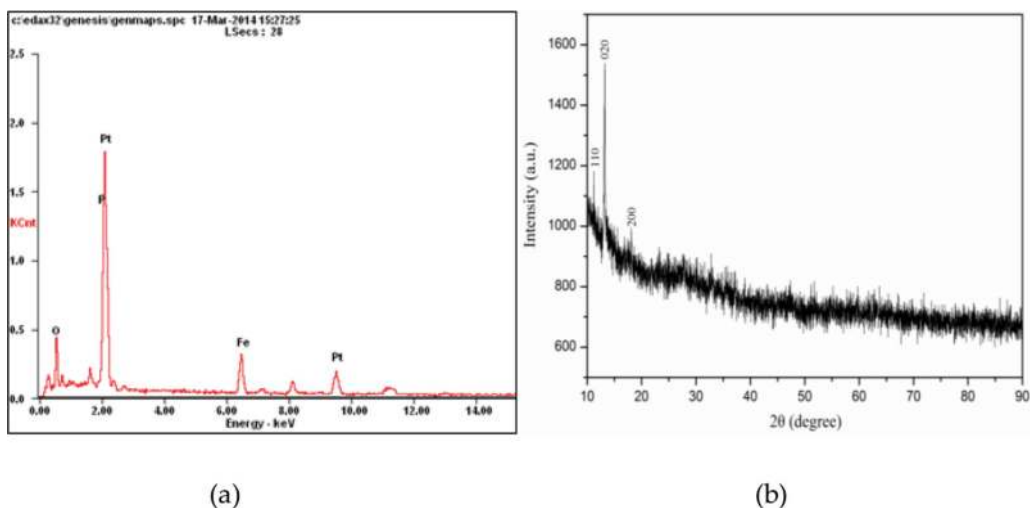 c:\edax32\genesis\genmaps.spc 17-Mar-2014 15:27:25
LSecs : 28
2.5
2.0
1.5
KCnt
1.0
0.5
0.0
Pt
P
O
Fe
Pt
0.00 2.00 4.00 6.00 8.00 10.00 12.00 14.00
Energy - keV
(a)
1600
1400
1200
1000
800
600
Intensity (a.u.)
110
020
200
10 20 30 40 50 60 70 80 90
2θ (degree)
(b)